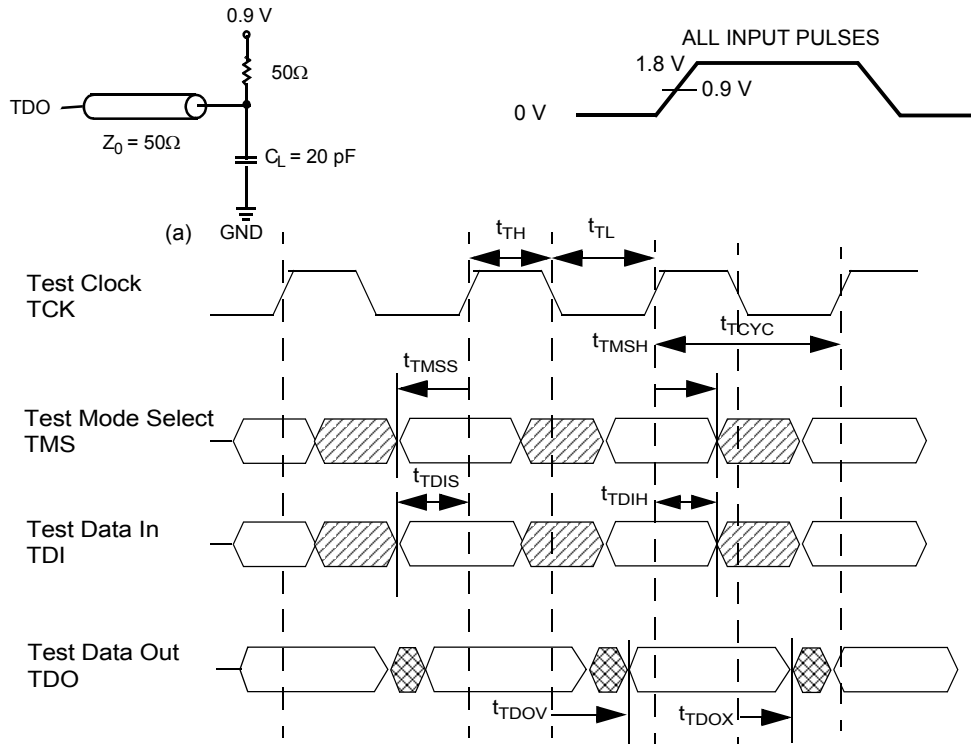 0.9 V
50Ω
TDO
Z0 = 50Ω
CL = 20 pF
(a)
GND
ALL INPUT PULSES
1.8 V
0.9 V
0 V
tTH
tTL
Test Clock
TCK
tTCYC
tTMSH
tTMSS
Test Mode Select
TMS
tTDIS
tTDIH
Test Data In
TDI
Test Data Out
TDO
tTDOV
tTDOX